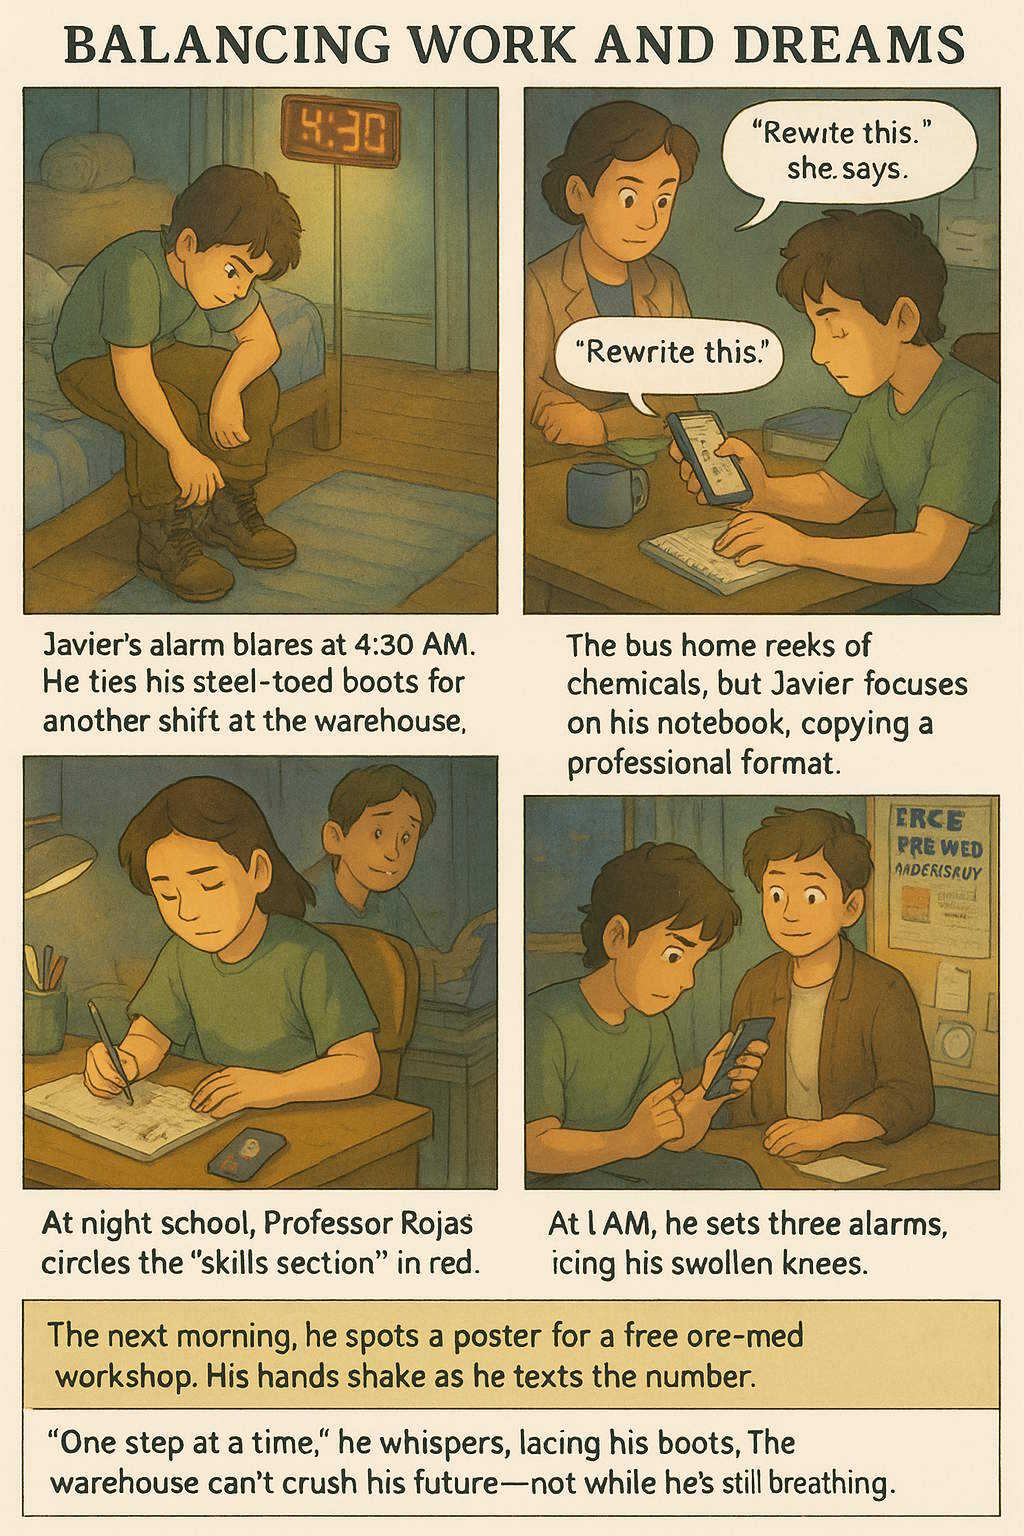 BALANCING WORK AND DREAMS
4:30
Javier's alarm blares at 4:30 AM.
He ties his steel-toed boots for
another shift at the warehouse,
"Rewrite this."
she. says.
"Rewrite this."
The bus home reeks of
chemicals, but Javier focuses
on his notebook, copying a
professional format.
At night school, Professor Rojas
circles the "skills section" in red.
ERCE
PRE WED
AADERISRUY
At 1 AM, he sets three alarms,
icing his swollen knees.
The next morning, he spots a poster for a free ore-med
workshop. His hands shake as he texts the number.
"One step at a time," he whispers, lacing his boots, The
warehouse can't crush his future—not while he's still breathing.